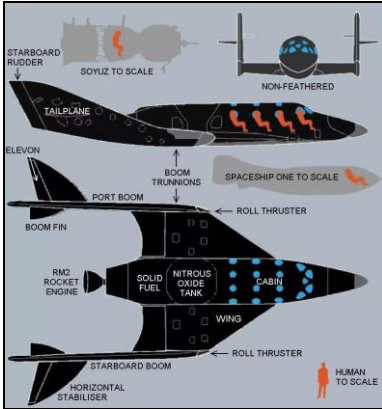 STARBOARD
RUDDER
SOYUZ TO SCALE
NON-FEATHERED
TAILPLANE
ELEVON
BOOM
TRUNNIONS
SPACESHIP ONE TO SCALE
PORT BOOM
ROLL THRUSTER
BOOM FIN
RM2
ROCKET
ENGINE
SOLID
FUEL
NITROUS
OXIDE
TANK
CABIN
WING
ROLL THRUSTER
STARBOARD BOOM
HORIZONTAL
STABILISER
HUMAN
TO SCALE